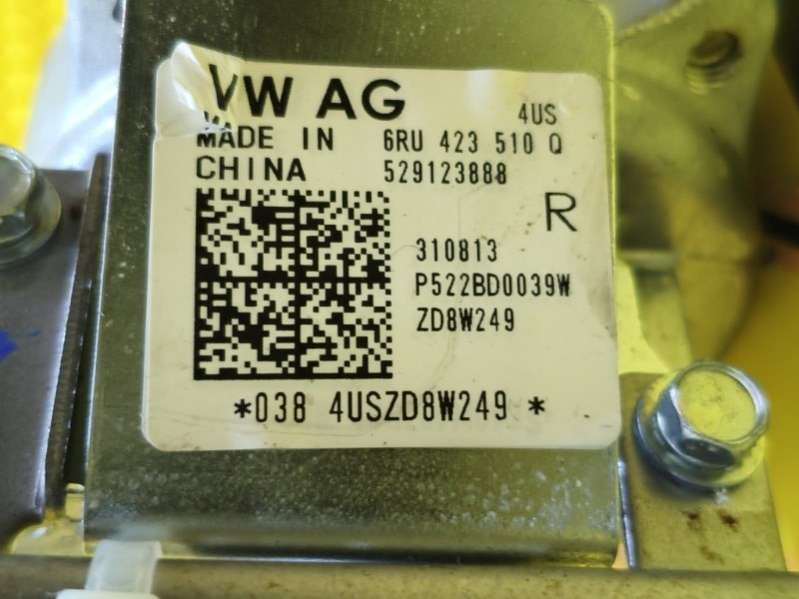 VW AG
4US
MADE IN 6RU 423 510 Q
CHINA 529123888
R
310813
P522BD0039W
ZD8W249
*038 4USZD8W249 *